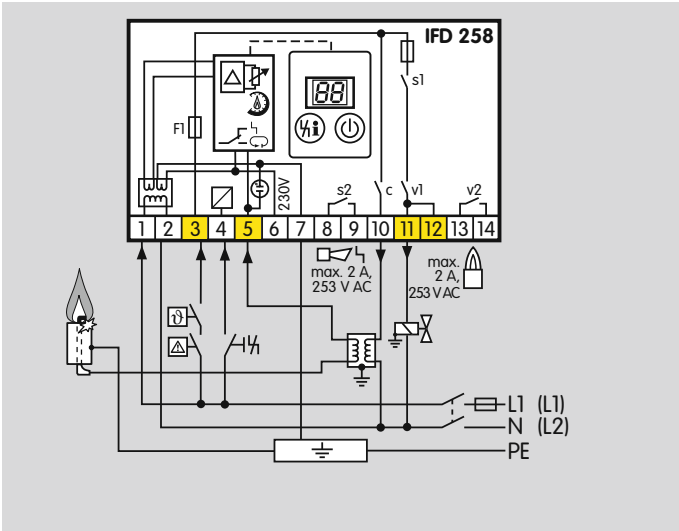 IFD 258
s1
88
F1
i
230V
s2
c
v1
v2
1 2 3 4 5 6 7 8 9 10 11 12 13 14
max. 2 A,
253 V AC
max.
2 A,
253 V AC
ϑ
L1 (L1)
N (L2)
PE